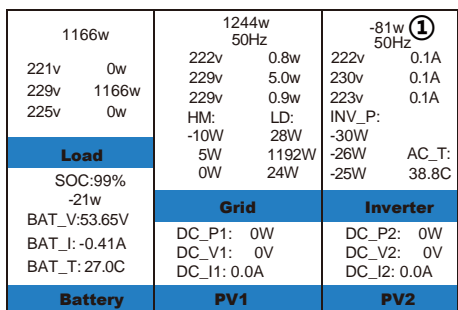 1166w
221v 0w
229v 1166w
225v 0w
Load
SOC:99%
-21w
BAT_V:53.65V
BAT_I: -0.41A
BAT_T: 27.0C
Battery
1244w
50Hz
222v 0.8w
229v 5.0w
229v 0.9w
HM: LD:
-10W 28W
5W 1192W
0W 24W
Grid
DC_P1: 0W
DC_V1: 0V
DC_I1: 0.0A
PV1
-81w ①
50Hz
222v 0.1A
230v 0.1A
223v 0.1A
INV_P:
-30W
-26W AC_T:
-25W 38.8C
Inverter
DC_P2: 0W
DC_V2: 0V
DC_I2: 0.0A
PV2